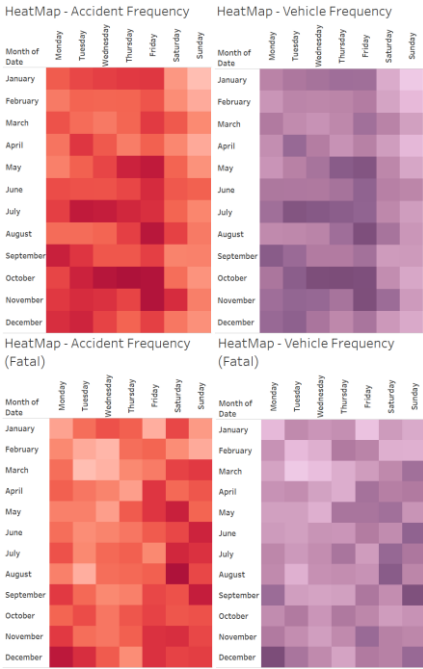 HeatMap - Accident Frequency
Month of
Date
Monday
Tuesday
Wednesday
Thursday
Friday
Saturday
Sunday
January
February
March
April
May
June
July
August
September
October
November
December
HeatMap - Vehicle Frequency
Month of
Date
Monday
Tuesday
Wednesday
Thursday
Friday
Saturday
Sunday
January
February
March
April
May
June
July
August
September
October
November
December
HeatMap - Accident Frequency
(Fatal)
Month of
Date
Monday
Tuesday
Wednesday
Thursday
Friday
Saturday
Sunday
January
February
March
April
May
June
July
August
September
October
November
December
HeatMap - Vehicle Frequency
(Fatal)
Month of
Date
Monday
Tuesday
Wednesday
Thursday
Friday
Saturday
Sunday
January
February
March
April
May
June
July
August
September
October
November
December